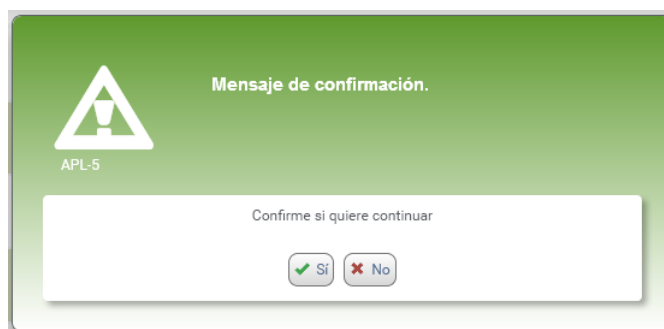 Mensaje de confirmación.
APL-5
Confirme si quiere continuar
Sí No